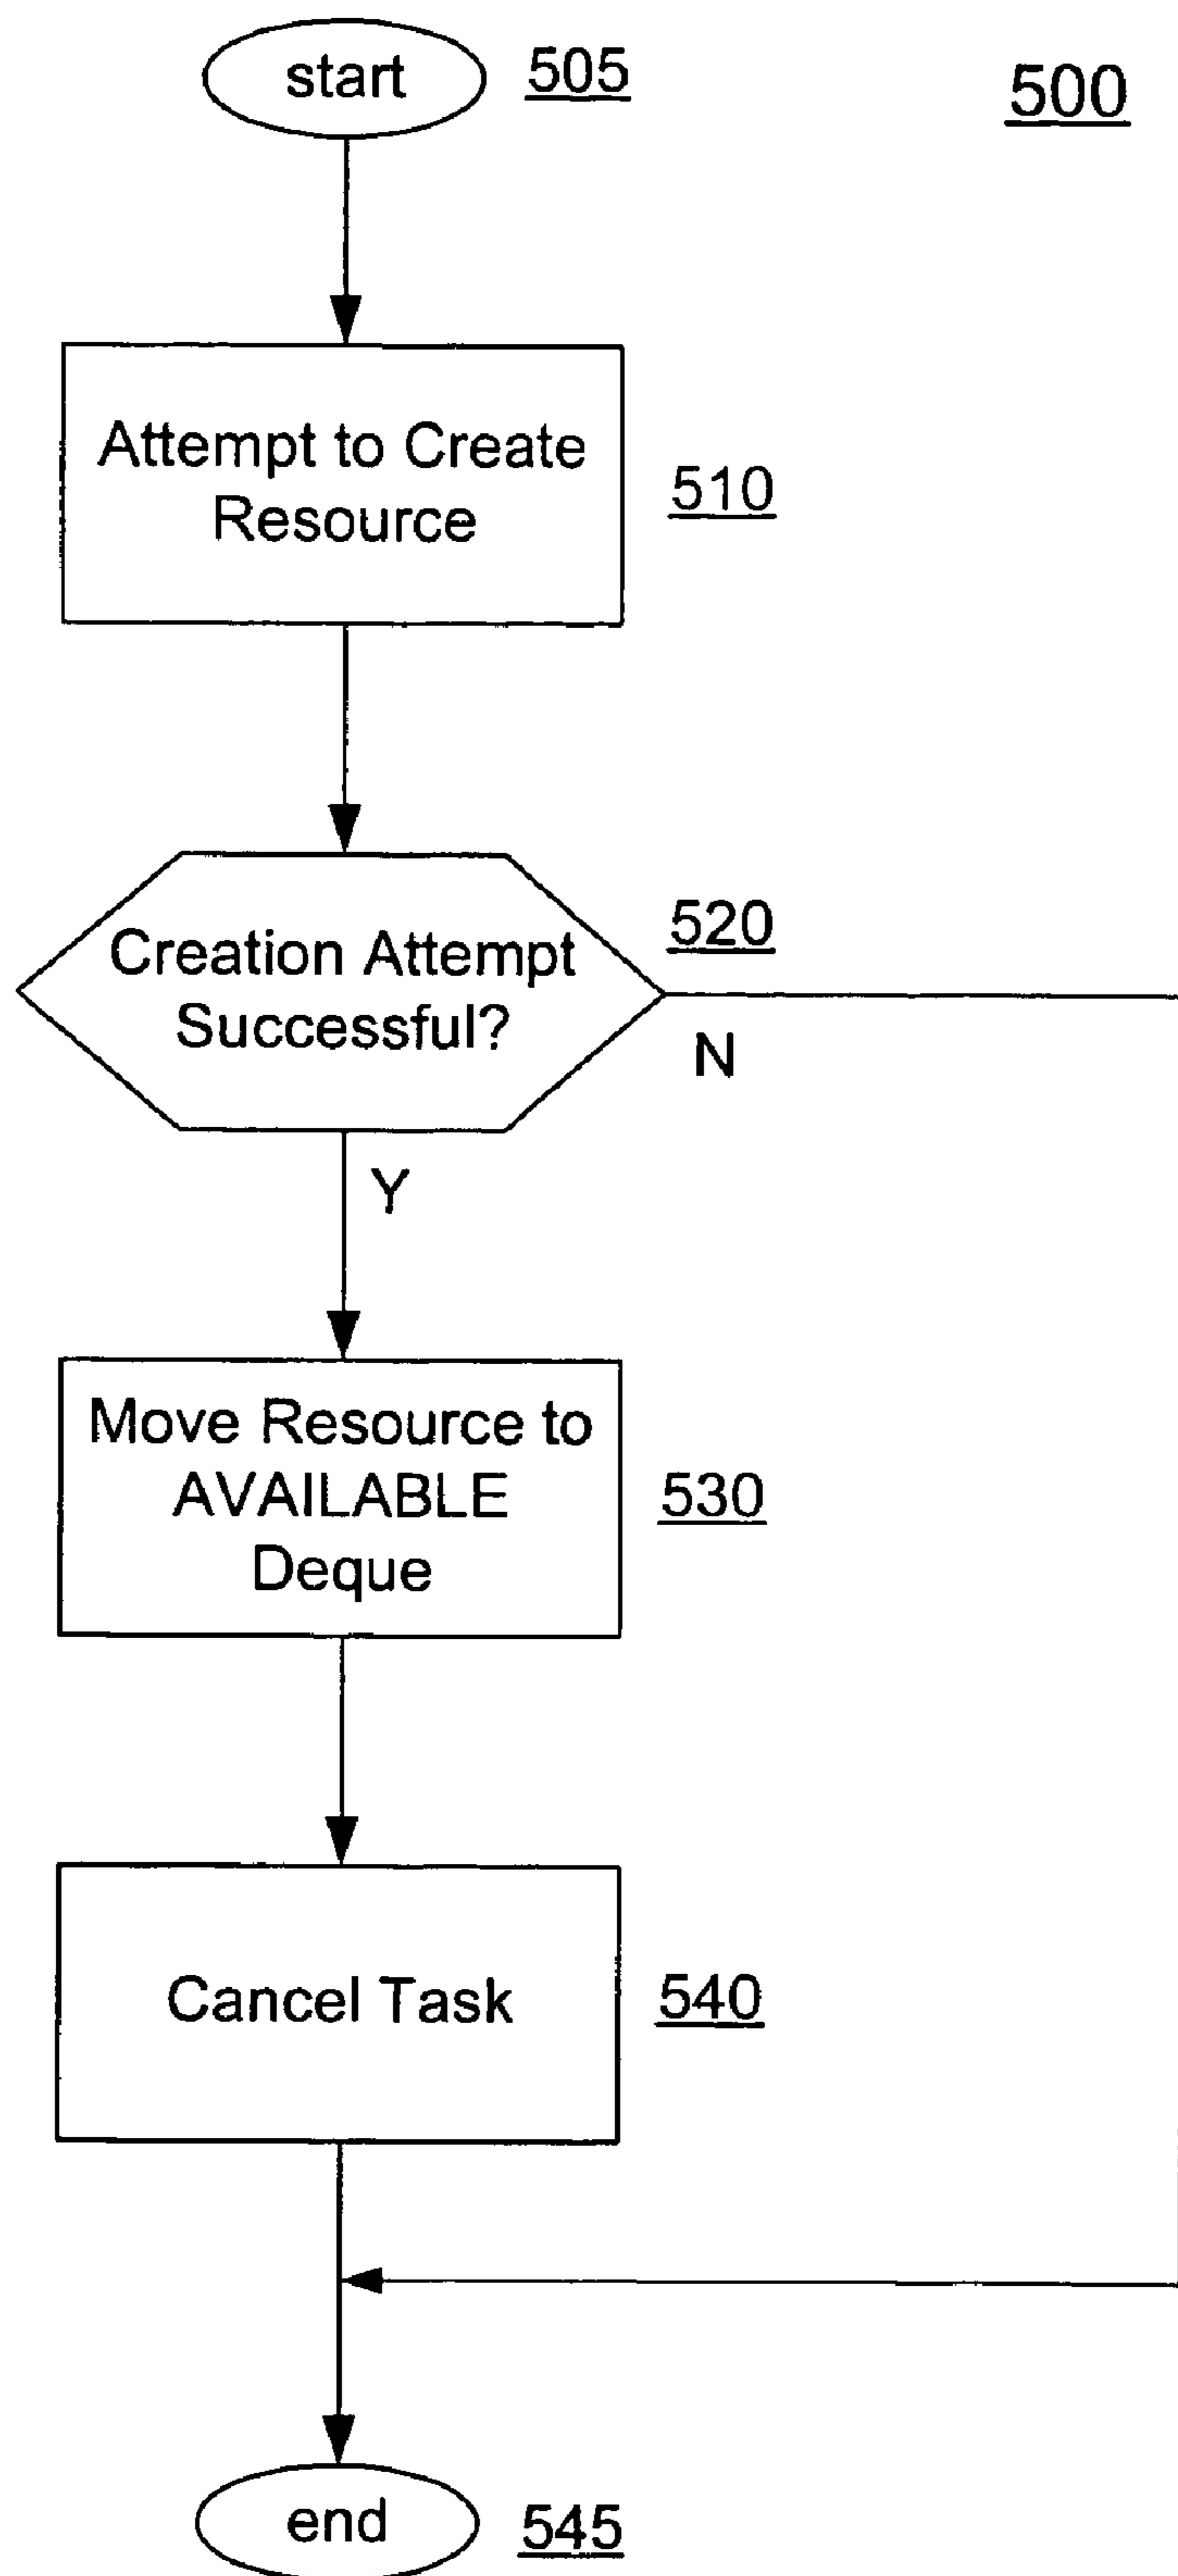 start
505
500
Attempt to Create
Resource
510
Creation Attempt
Successful?
520
N
Y
Move Resource to
AVAILABLE
Deque
530
Cancel Task
540
end
545